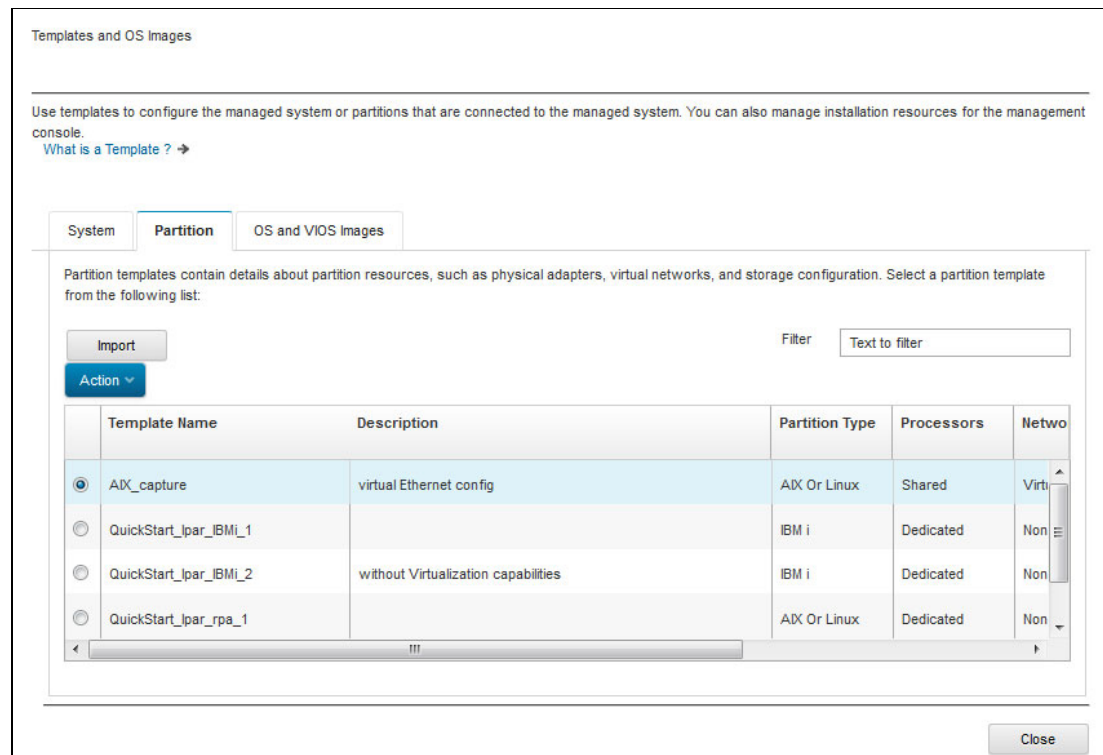 Templates and OS Images
Use templates to configure the managed system or partitions that are connected to the managed system. You can also manage installation resources for the management
console.
What is a Template ? →
System Partition OS and VIOS Images
Partition templates contain details about partition resources, such as physical adapters, virtual networks, and storage configuration. Select a partition template
from the following list:
Import Filter Text to filter
Action
Template Name Description Partition Type Processors Netwo
AIX_capture virtual Ethernet config AIX Or Linux Shared Virtu
QuickStart_lpar_IBMi_1 IBM i Dedicated Non
QuickStart_lpar_IBMi_2 without Virtualization capabilities IBM i Dedicated Non
QuickStart_lpar_rpa_1 AIX Or Linux Dedicated Non
Close